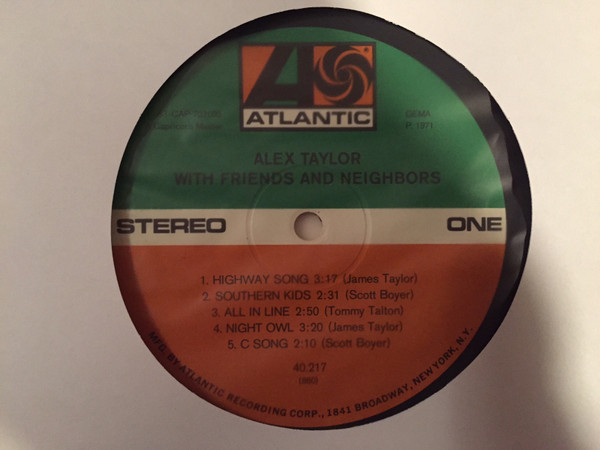 ATLANTIC
GEMA
P. 1971
ALEX TAYLOR
WITH FRIENDS AND NEIGHBORS
STEREO ONE
1. HIGHWAY SONG 3:17 (James Taylor)
2. SOUTHERN KIDS 2:31 (Scott Boyer)
3. ALL IN LINE 2:50 (Tommy Talton)
4. NIGHT OWL 3:20 (James Taylor)
5. C SONG 2:10 (Scott Boyer)
40.217
MFG. BY ATLANTIC RECORDING CORP., 1841 BROADWAY, NEW YORK, N.Y.